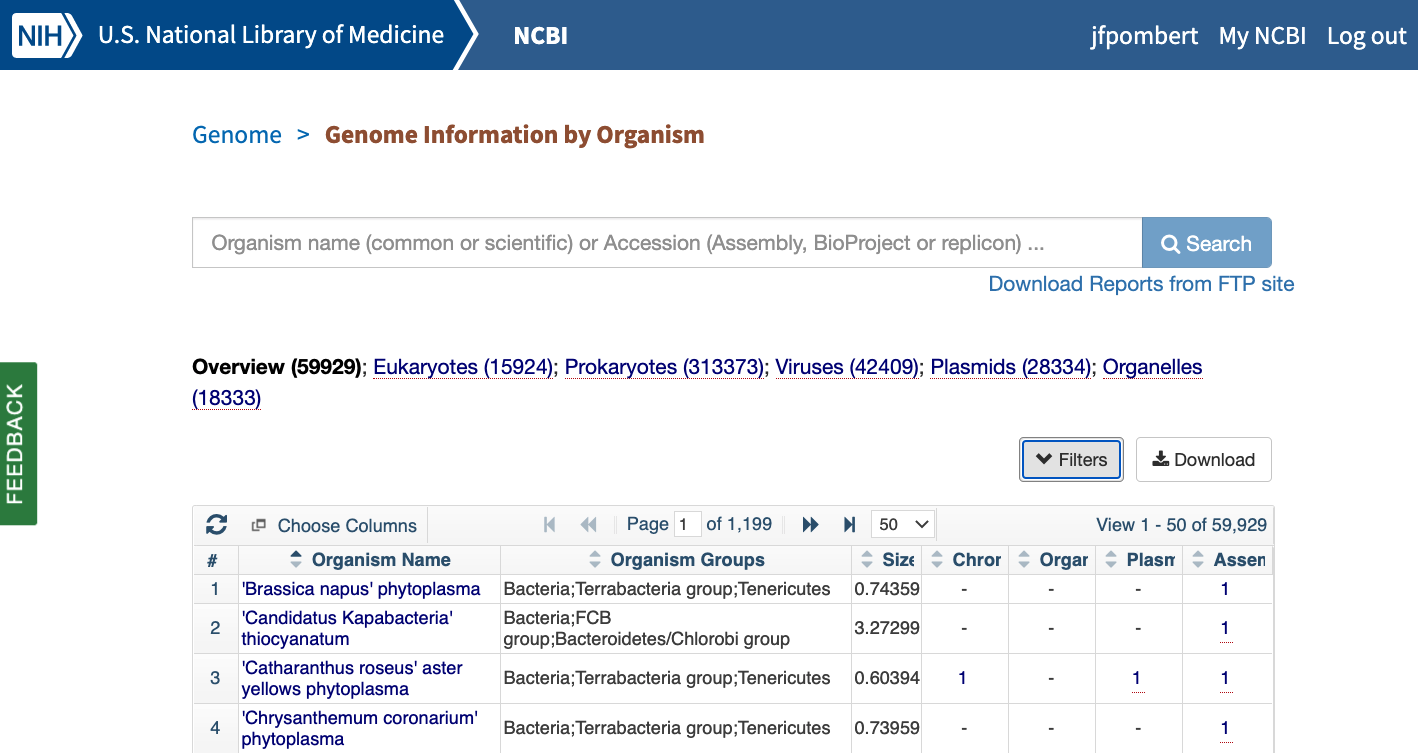 NIH U.S. National Library of Medicine NCBI jfpombert My NCBI Log out
Genome > Genome Information by Organism
Organism name (common or scientific) or Accession (Assembly, BioProject or replicon) ... Search
Download Reports from FTP site
Overview (59929); Eukaryotes (15924); Prokaryotes (313373); Viruses (42409); Plasmids (28334); Organelles
(18333)
FEEDBACK
Filters Download
Choose Columns Page 1 of 1,199 50 View 1 - 50 of 59,929
# Organism Name Organism Groups Size Chror Orgar Plasm Assen
1 'Brassica napus' phytoplasma Bacteria;Terrabacteria group;Tenericutes 0.74359 - - - 1
2 'Candidatus Kapabacteria' thiocyanatum Bacteria;FCB group;Bacteroidetes/Chlorobi group 3.27299 - - - 1
3 'Catharanthus roseus' aster yellows phytoplasma Bacteria;Terrabacteria group;Tenericutes 0.60394 1 - 1 1
4 'Chrysanthemum coronarium' phytoplasma Bacteria;Terrabacteria group;Tenericutes 0.73959 - - - 1